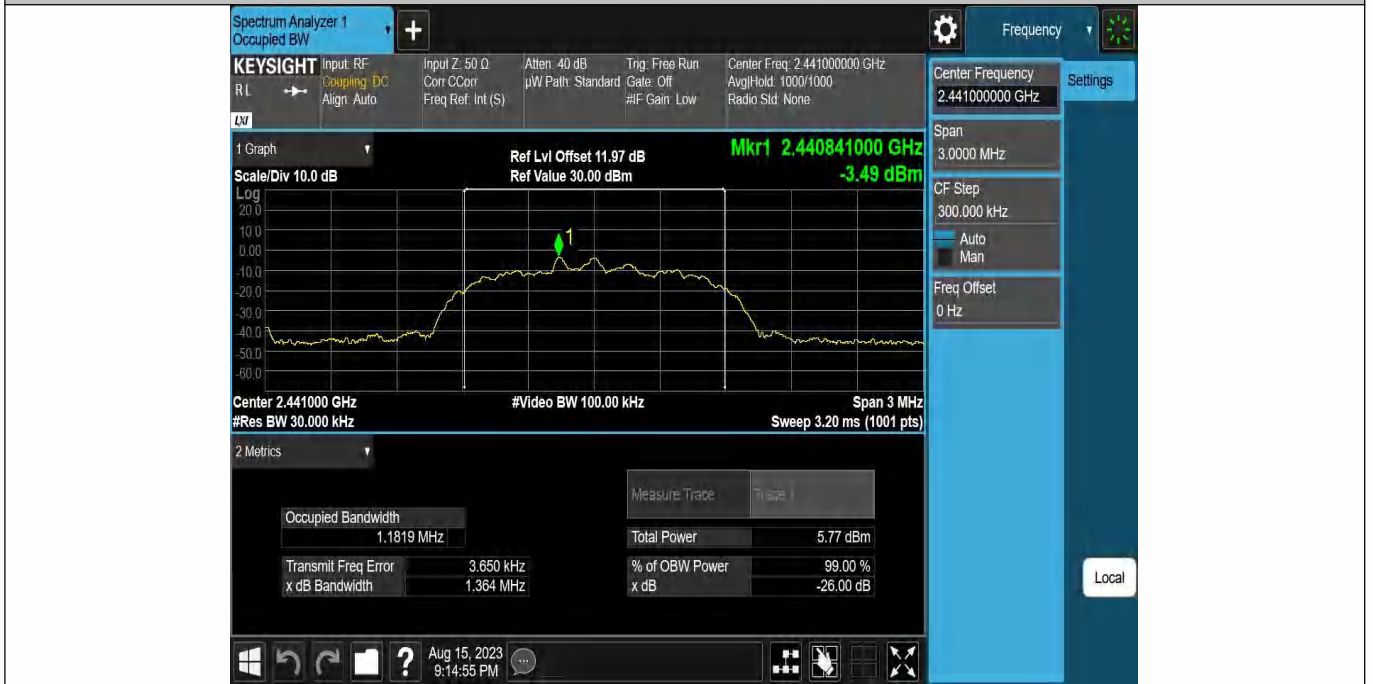 Spectrum Analyzer 1
Occupied BW
+
Frequency
KEYSIGHT
R L
LXI
Input: RF
Coupling: DC
Align: Auto
Input Z: 50 Ω
Corr CCorr
Freq Ref: Int (S)
Atten: 40 dB
µW Path: Standard
Trig: Free Run
Gate: Off
#IF Gain: Low
Center Freq: 2.441000000 GHz
Avg|Hold: 1000/1000
Radio Std: None
Center Frequency
2.441000000 GHz
Settings
Span
3.0000 MHz
CF Step
300.000 kHz
Auto
Man
Freq Offset
0 Hz
Local
1 Graph
Scale/Div 10.0 dB
Ref Lvl Offset 11.97 dB
Ref Value 30.00 dBm
Mkr1 2.440841000 GHz
-3.49 dBm
Log
20.0
10.0
0.00
-10.0
-20.0
-30.0
-40.0
-50.0
-60.0
1
Center 2.441000 GHz
#Res BW 30.000 kHz
#Video BW 100.00 kHz
Span 3 MHz
Sweep 3.20 ms (1001 pts)
2 Metrics
Measure Trace
Trace 1
Occupied Bandwidth
1.1819 MHz
Total Power 5.77 dBm
Transmit Freq Error 3.650 kHz
% of OBW Power 99.00 %
x dB Bandwidth 1.364 MHz
x dB -26.00 dB
?
Aug 15, 2023
9:14:55 PM